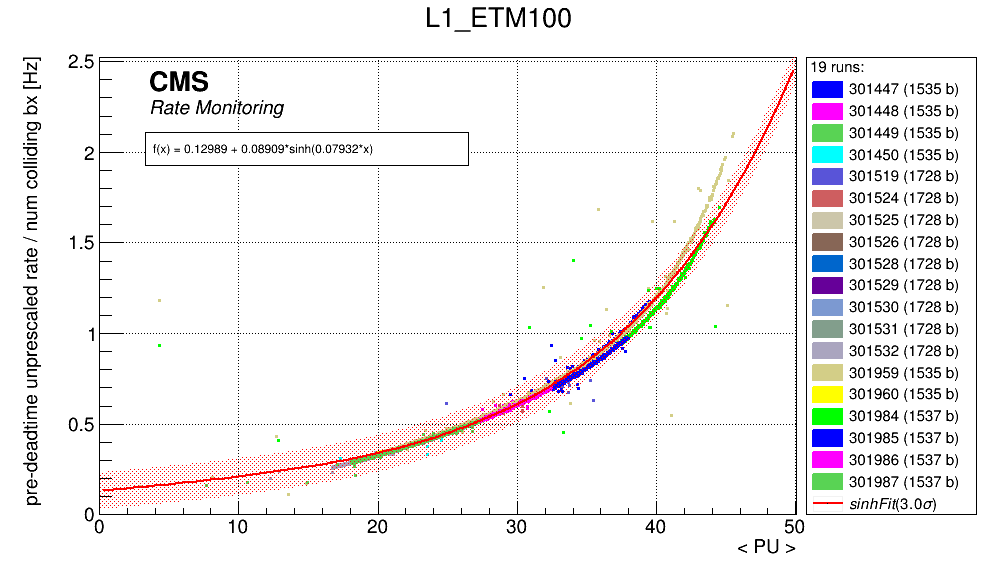 L1_ETM100
pre-deadtime unprescaled rate / num colliding bx [Hz]
2.5
2
1.5
1
0.5
0
CMS
Rate Monitoring
f(x) = 0.12989 + 0.08909*sinh(0.07932*x)
0 10 20 30 40 50
< PU >
19 runs:
301447 (1535 b)
301448 (1535 b)
301449 (1535 b)
301450 (1535 b)
301519 (1728 b)
301524 (1728 b)
301525 (1728 b)
301526 (1728 b)
301528 (1728 b)
301529 (1728 b)
301530 (1728 b)
301531 (1728 b)
301532 (1728 b)
301959 (1535 b)
301960 (1535 b)
301984 (1537 b)
301985 (1537 b)
301986 (1537 b)
301987 (1537 b)
sinhFit(3.0σ)